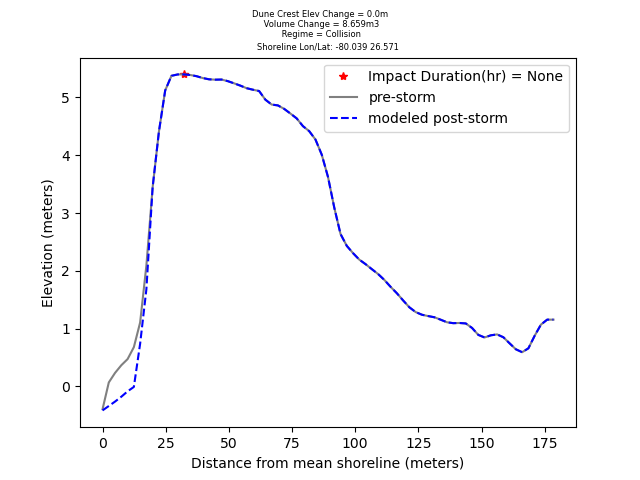 Dune Crest Elev Change = 0.0m
Volume Change = 8.659m3
Regime = Collision
Shoreline Lon/Lat: -80.039 26.571
Impact Duration(hr) = None
pre-storm
modeled post-storm
Elevation (meters)
5
4
3
2
1
0
0 25 50 75 100 125 150 175
Distance from mean shoreline (meters)